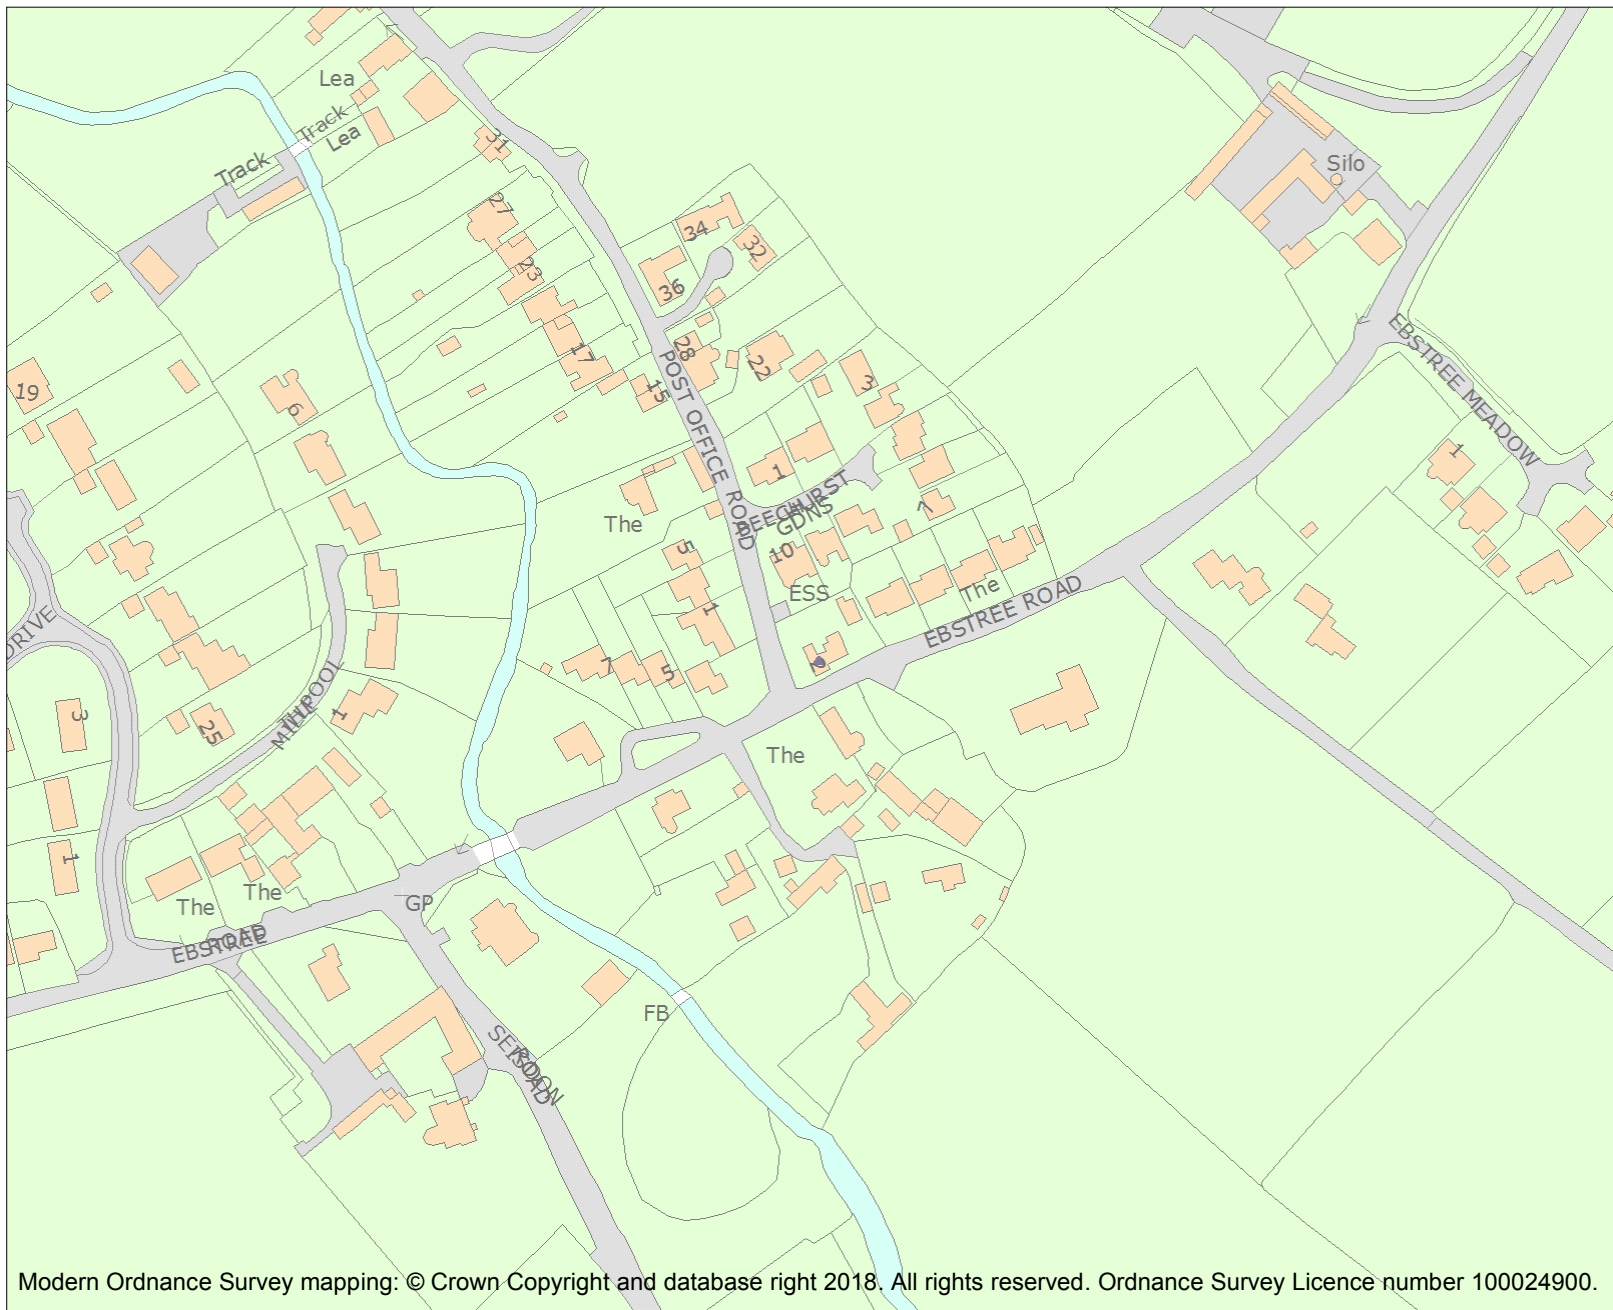 Lea
Track
Lea
Track
31
Silo
27
34
32
23
36
EBSTREE MEADOW
28
17
22
3
15
POST OFFICE ROAD
19
6
1
1
The
BEECHURST
GDNS
7
5
10
ESS
The
1
EBSTREE ROAD
DRIVE
7
5
2
THE
MILLPOOL
1
3
25
The
1
The
The
GP
EBSTREE
ROAD
FB
SEISDON
ROAD
Modern Ordnance Survey mapping: © Crown Copyright and database right 2018. All rights reserved. Ordnance Survey Licence number 100024900.